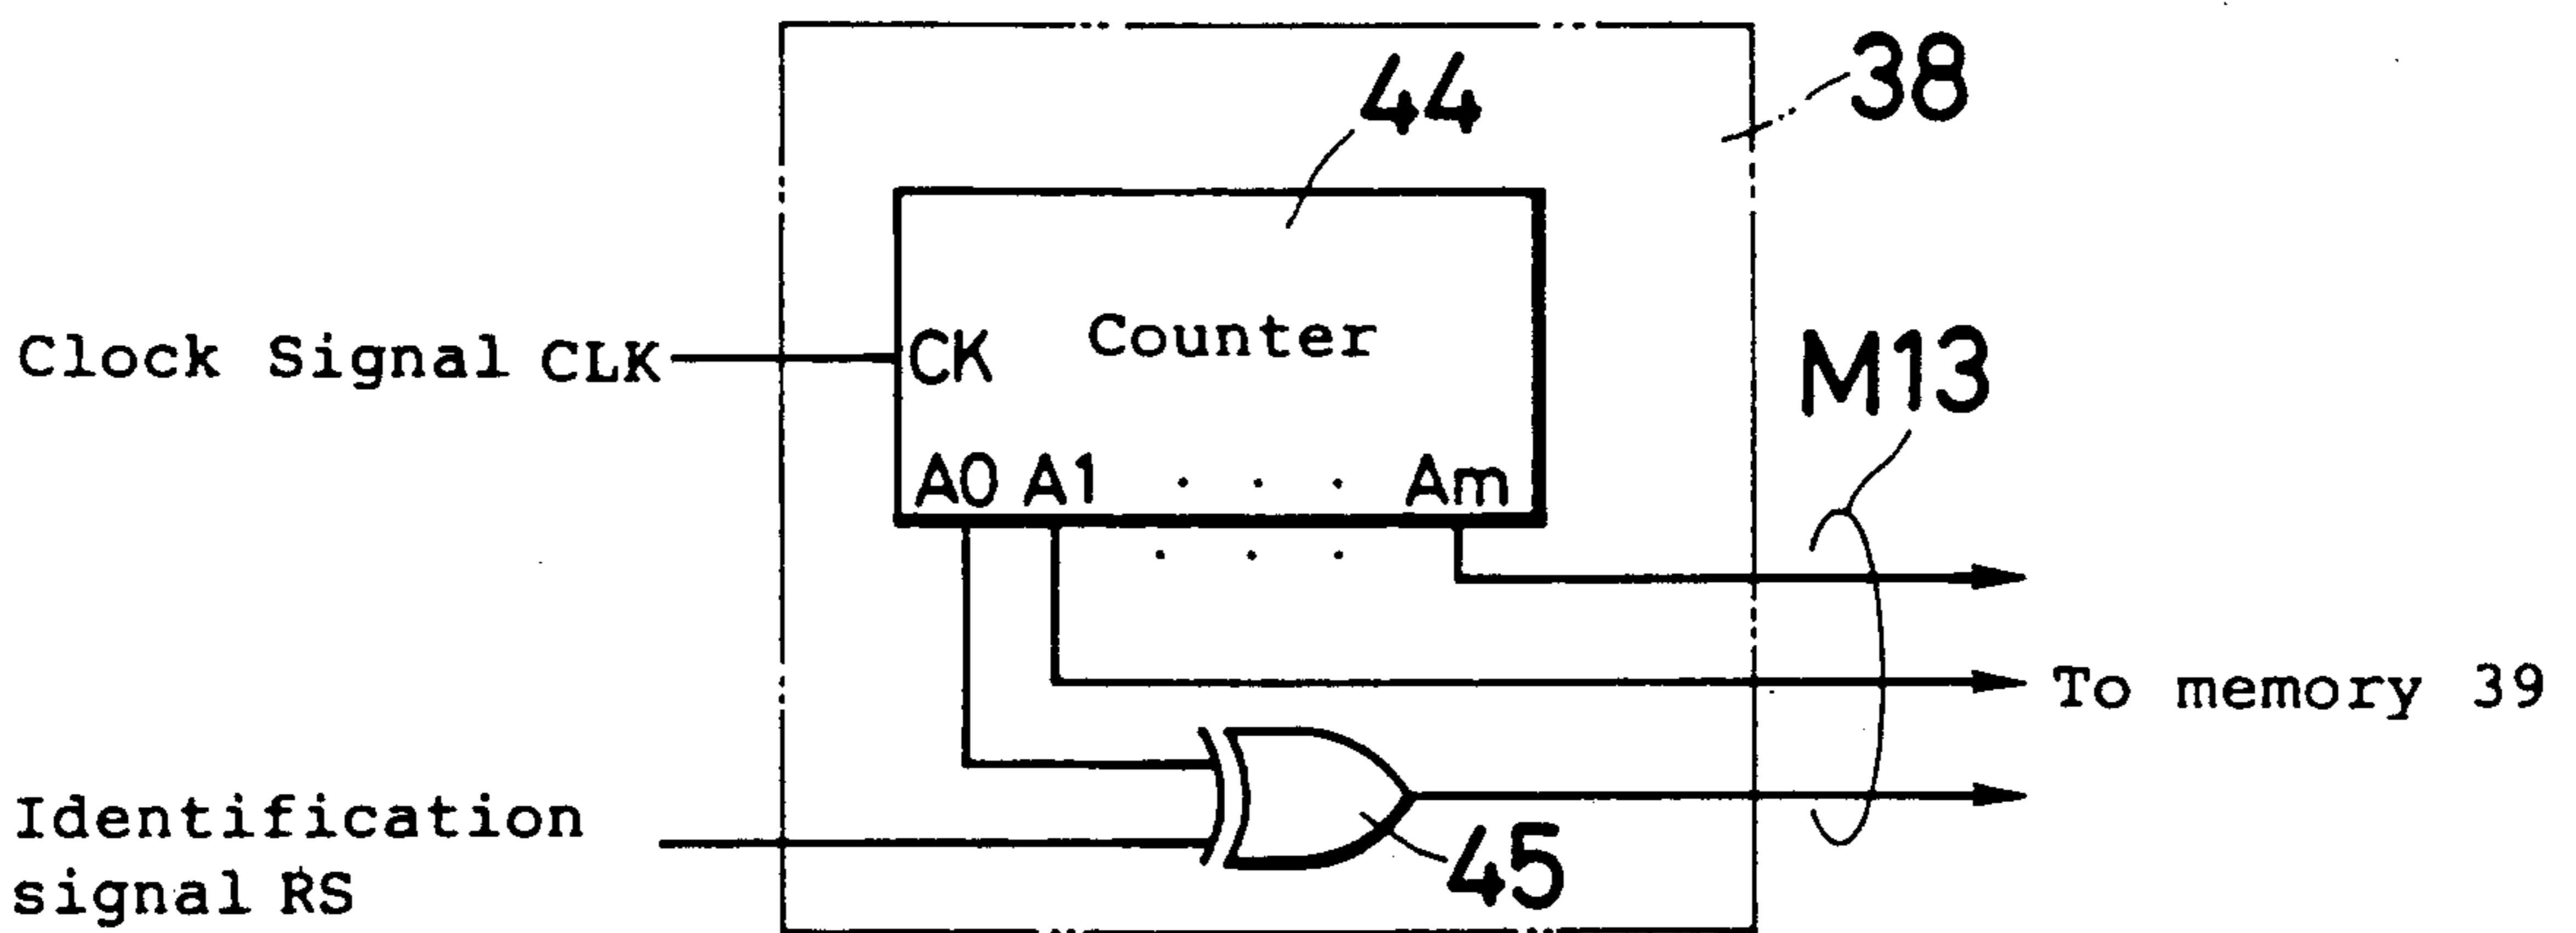 38
44
Clock Signal CLK
CK
Counter
M13
A0 A1 . . . Am
. . .
To memory 39
Identification
signal RS
45